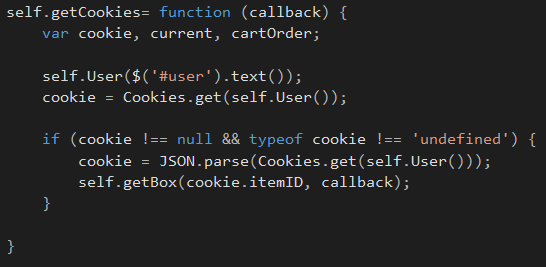 self.getCookies= function (callback) {
    var cookie, current, cartOrder;

    self.User($('#user').text());
    cookie = Cookies.get(self.User());

    if (cookie !== null && typeof cookie !== 'undefined') {
        cookie = JSON.parse(Cookies.get(self.User()));
        self.getBox(cookie.itemID, callback);
    }

}